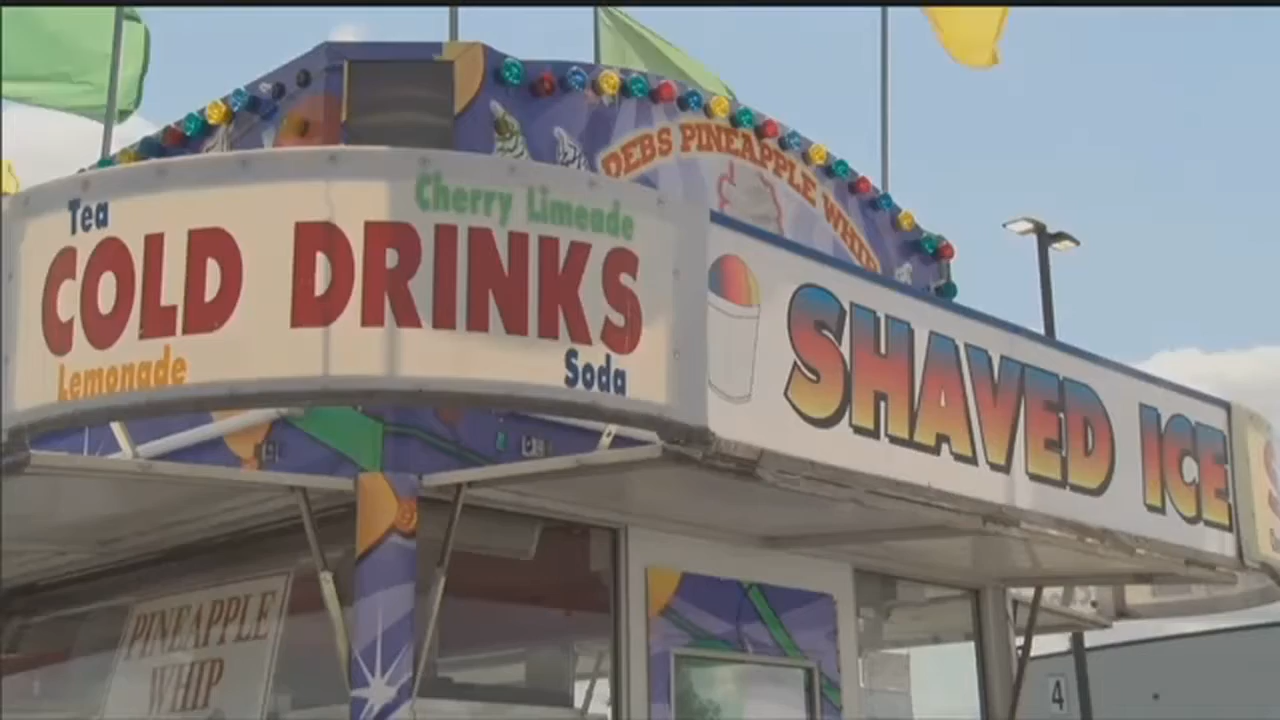 DEBS PINEAPPLE WHIP
Tea
Cherry Limeade
COLD DRINKS
Lemonade
Soda
SHAVED ICE
PINEAPPLE
WHIP
4